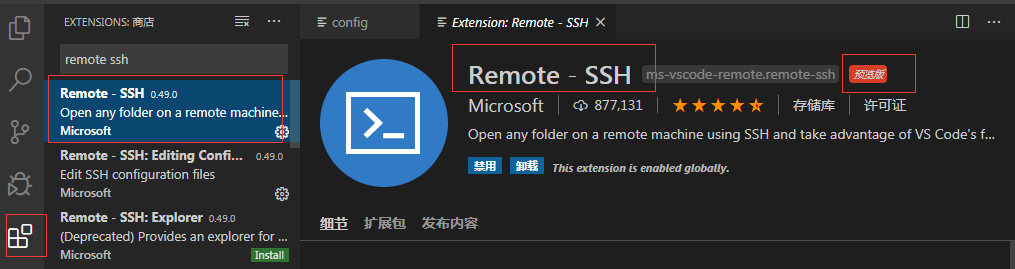 EXTENSIONS: 商店
remote ssh
Remote - SSH 0.49.0
Open any folder on a remote machine...
Microsoft
Remote - SSH: Editing Confi... 0.49.0
Edit SSH configuration files
Microsoft
Remote - SSH: Explorer 0.49.0
(Deprecated) Provides an explorer for ...
Microsoft Install
config Extension: Remote - SSH
Remote - SSH ms-vscode-remote.remote-ssh 预览版
Microsoft 877,131 存储库 许可证
Open any folder on a remote machine using SSH and take advantage of VS Code's f...
禁用 卸载 This extension is enabled globally.
细节 扩展包 发布内容